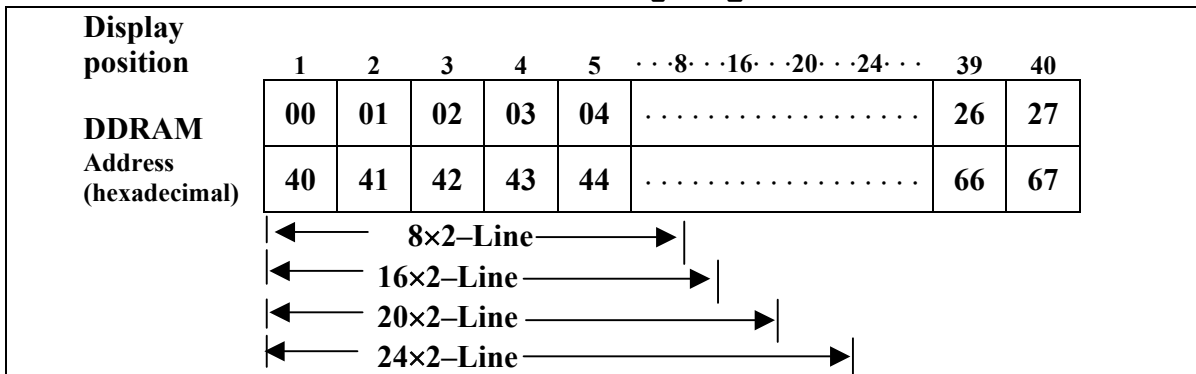 Display
position 1 2 3 4 5 · · ·8· · ·16· · ·20· · ·24· · · 39 40
DDRAM 00 01 02 03 04 · · · · · · · · · · · · · · · · · · 26 27
Address
(hexadecimal) 40 41 42 43 44 · · · · · · · · · · · · · · · · · · 66 67
8×2–Line
16×2–Line
20×2–Line
24×2–Line